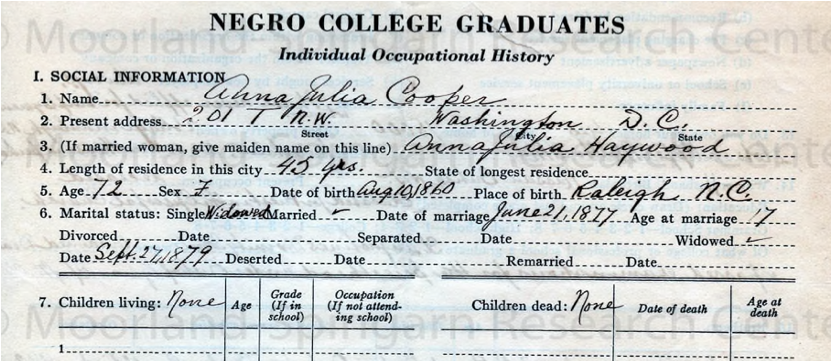 NEGRO COLLEGE GRADUATES
Individual Occupational History
I. SOCIAL INFORMATION
1. Name Anna Julia Cooper
2. Present address 201 T N.W. Washington D.C.
Street City State
3. (If married woman, give maiden name on this line) Anna Julia Haywood
4. Length of residence in this city 45 yrs. State of longest residence
5. Age 72 Sex F. Date of birth Aug 10, 1860 Place of birth Raleigh, N.C.
6. Marital status: Single Widowed Married ✓ Date of marriage June 21, 1877 Age at marriage 17
Divorced Date Separated Date Widowed ✓
Date Sept. 27, 1879 Deserted Date Remarried Date
7. Children living: None Age Grade (If in school) Occupation (If not attending school) Children dead: None Date of death Age at death
1
© Moorland-Spingarn Research Cente
© Moorland-Spingarn Research Cente